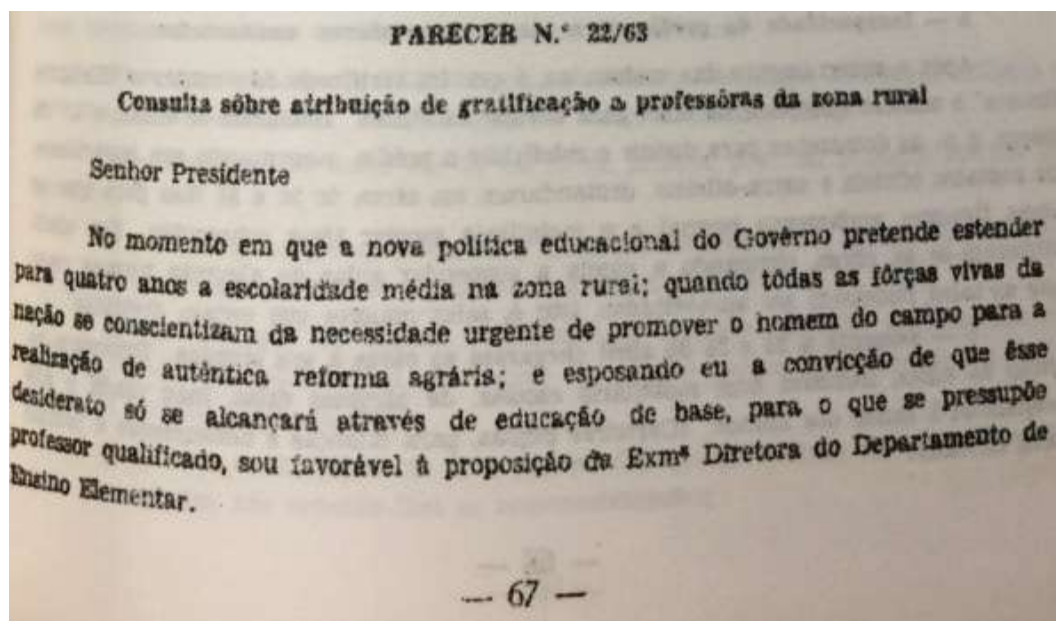 PARECER N.º 22/63
Consulta sôbre atribuição de gratificação a professôras da zona rural
Senhor Presidente
No momento em que a nova política educacional do Govêrno pretende estender
para quatro anos a escolaridade média na zona rural; quando tôdas as fôrças vivas da
nação se conscientizam da necessidade urgente de promover o homem do campo para a
realização de autêntica reforma agrária; e esposando eu a convicção de que êsse
desiderato só se alcançará através de educação de base, para o que se pressupõe
professor qualificado, sou favorável à proposição da Exmª Diretora do Departamento de
Ensino Elementar.
— 67 —